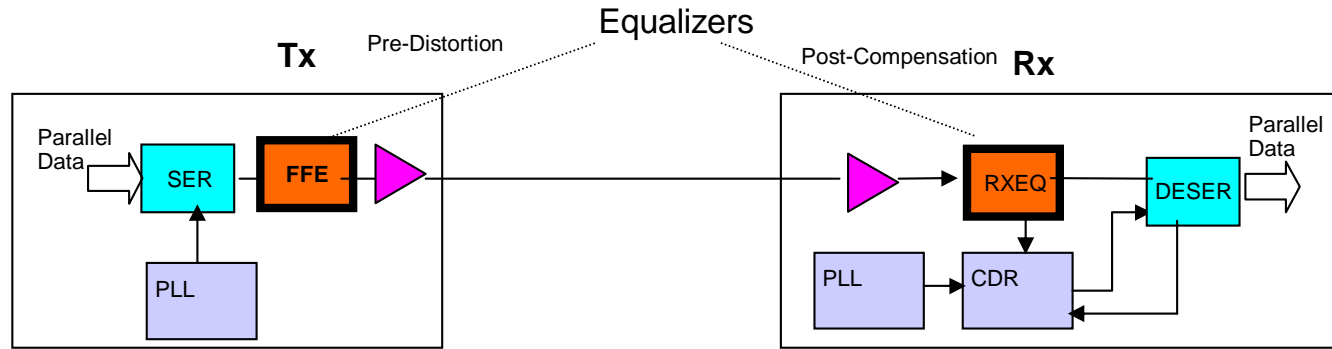 Equalizers
Tx
Pre-Distortion
Post-Compensation
Rx
Parallel
Data
SER
FFE
PLL
RXEQ
DESER
Parallel
Data
PLL
CDR